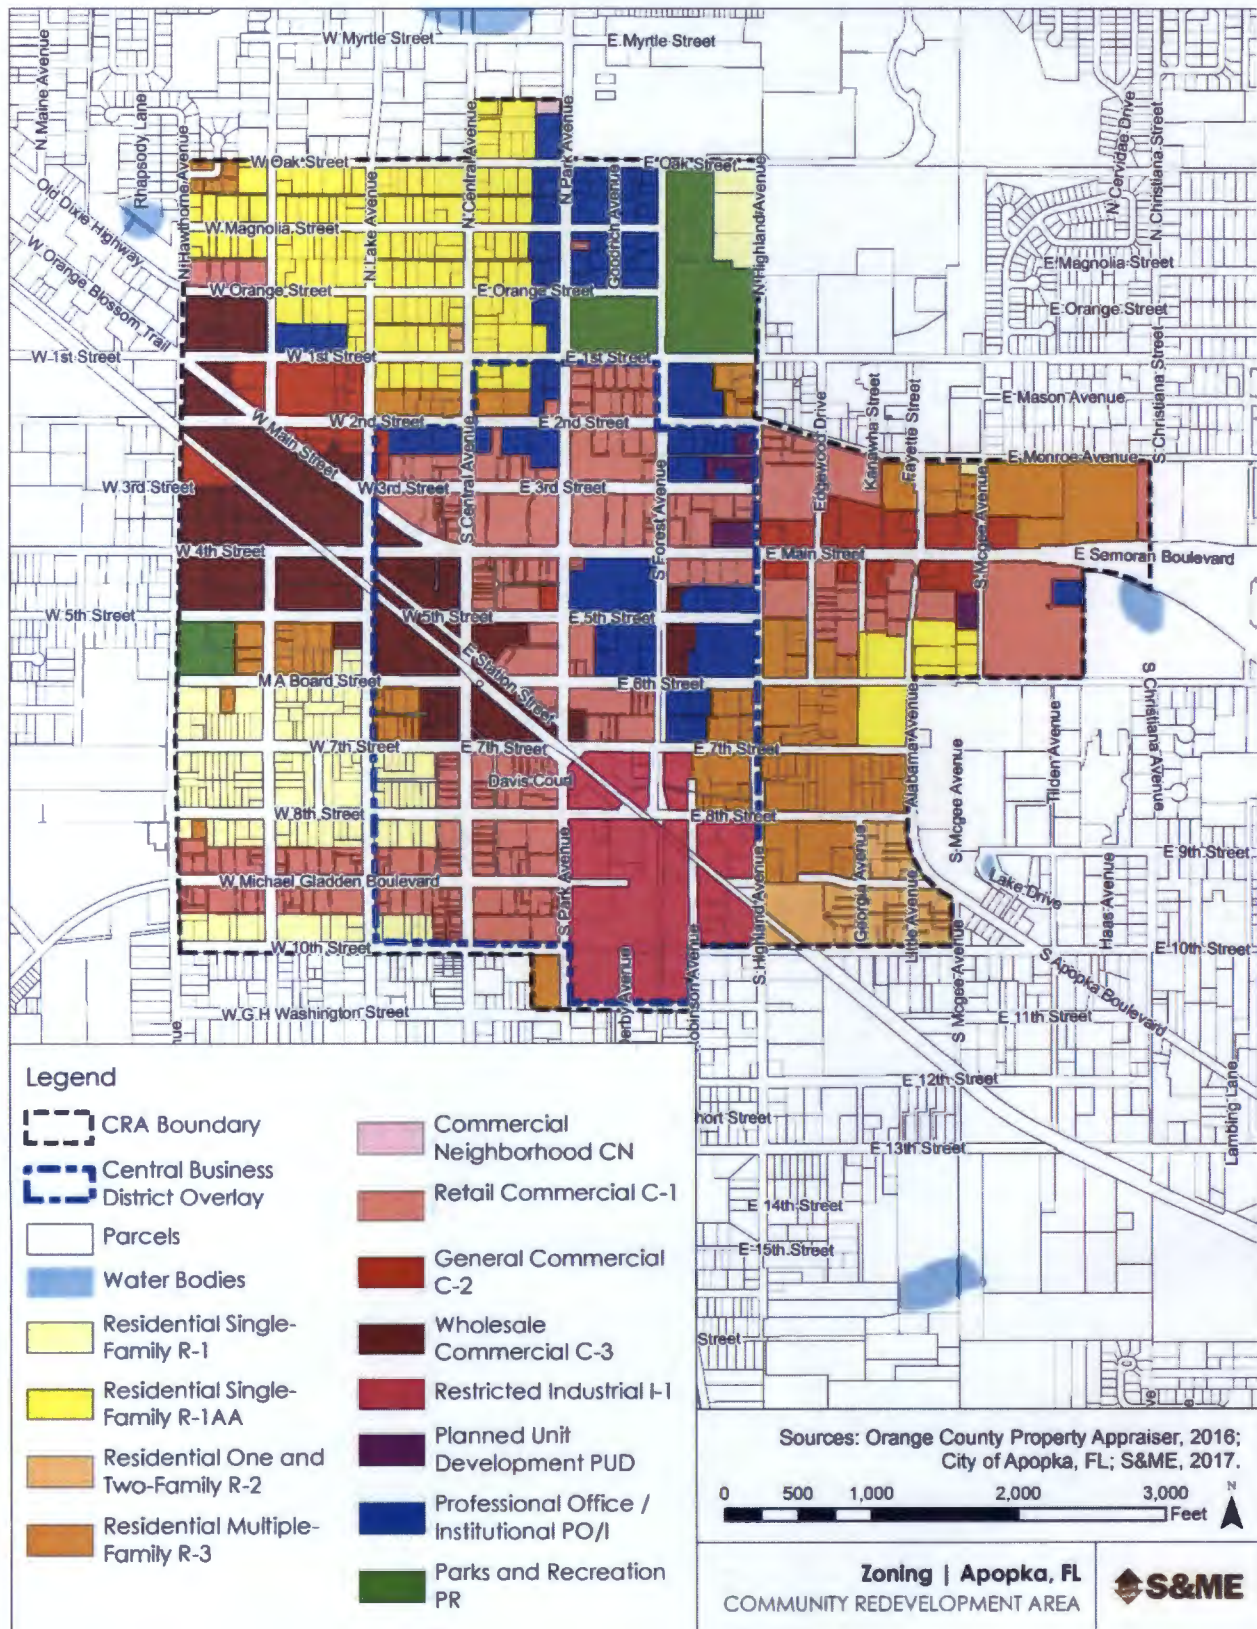 W Myrtle Street
E Myrtle Street
N Maine Avenue
Rhapsody Lane
N Hawthorne Avenue
Old Dixie Highway
W Orange Blossom Trail
W Oak Street
E Oak Street
N Central Avenue
N Park Avenue
Goodrich Avenue
N Lake Avenue
N Highland Avenue
N Cervidae Drive
N Christiana Street
W Magnolia Street
E Magnolia Street
W Orange Street
E Orange Street
E Orange Street
W 1st Street
W 1st Street
E 1st Street
S Christiana Street
E Mason Avenue
Edgewood Drive
Kanawha Street
Fayette Street
W 2nd Street
E 2nd Street
W Main Street
E Monroe Avenue
W 3rd Street
W 3rd Street
E 3rd Street
S Central Avenue
S Forest Avenue
S Mcgee Avenue
W 4th Street
E Main Street
E Semoran Boulevard
W 5th Street
W 5th Street
E 5th Street
E Station Street
M A Board Street
E 6th Street
S Christiana Avenue
W 7th Street
E 7th Street
E 7th Street
Alabama Avenue
S Mcgee Avenue
Tilden Avenue
Davis Court
W 8th Street
E 8th Street
E 9th Street
Lake Drive
Haas Avenue
W Michael Gladden Boulevard
S Park Avenue
S Highland Avenue
Georgia Avenue
Little Avenue
W 10th Street
E 10th Street
S Mcgee Avenue
S Apopka Boulevard
W G H Washington Street
Derby Avenue
obinson Avenue
E 11th Street
E 12th Street
Lambing Lane
nue
hort Street
E 13th Street
E 14th Street
E 15th Street
Street
ve
e
Legend
CRA Boundary
Central Business
District Overlay
Parcels
Water Bodies
Residential Single-
Family R-1
Residential Single-
Family R-1AA
Residential One and
Two-Family R-2
Residential Multiple-
Family R-3
Commercial
Neighborhood CN
Retail Commercial C-1
General Commercial
C-2
Wholesale
Commercial C-3
Restricted Industrial I-1
Planned Unit
Development PUD
Professional Office /
Institutional PO/I
Parks and Recreation
PR
Sources: Orange County Property Appraiser, 2016;
City of Apopka, FL; S&ME, 2017.
0 500 1,000 2,000 3,000
Feet
N
Zoning | Apopka, FL
COMMUNITY REDEVELOPMENT AREA
S&ME